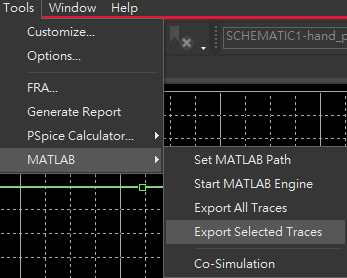 Tools Window Help
SCHEMATIC1-hand_p
Customize...
Options...
FRA...
Generate Report
PSpice Calculator...
MATLAB
Set MATLAB Path
Start MATLAB Engine
Export All Traces
Export Selected Traces
Co-Simulation